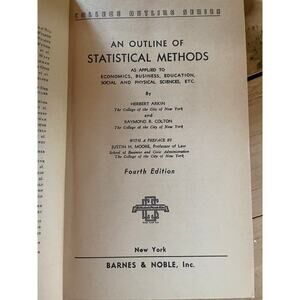 COLLEGE OUTLINE SERIES
AN OUTLINE OF
STATISTICAL METHODS
AS APPLIED TO
ECONOMICS, BUSINESS, EDUCATION,
SOCIAL AND PHYSICAL SCIENCES, ETC.
By
HERBERT ARKIN
The College of the City of New York
and
RAYMOND R. COLTON
The College of the City of New York
WITH A PREFACE BY
JUSTIN H. MOORE, Professor of Law
School of Business and Civic Administration
The College of the City of New York
Fourth Edition
New York
BARNES & NOBLE, Inc.